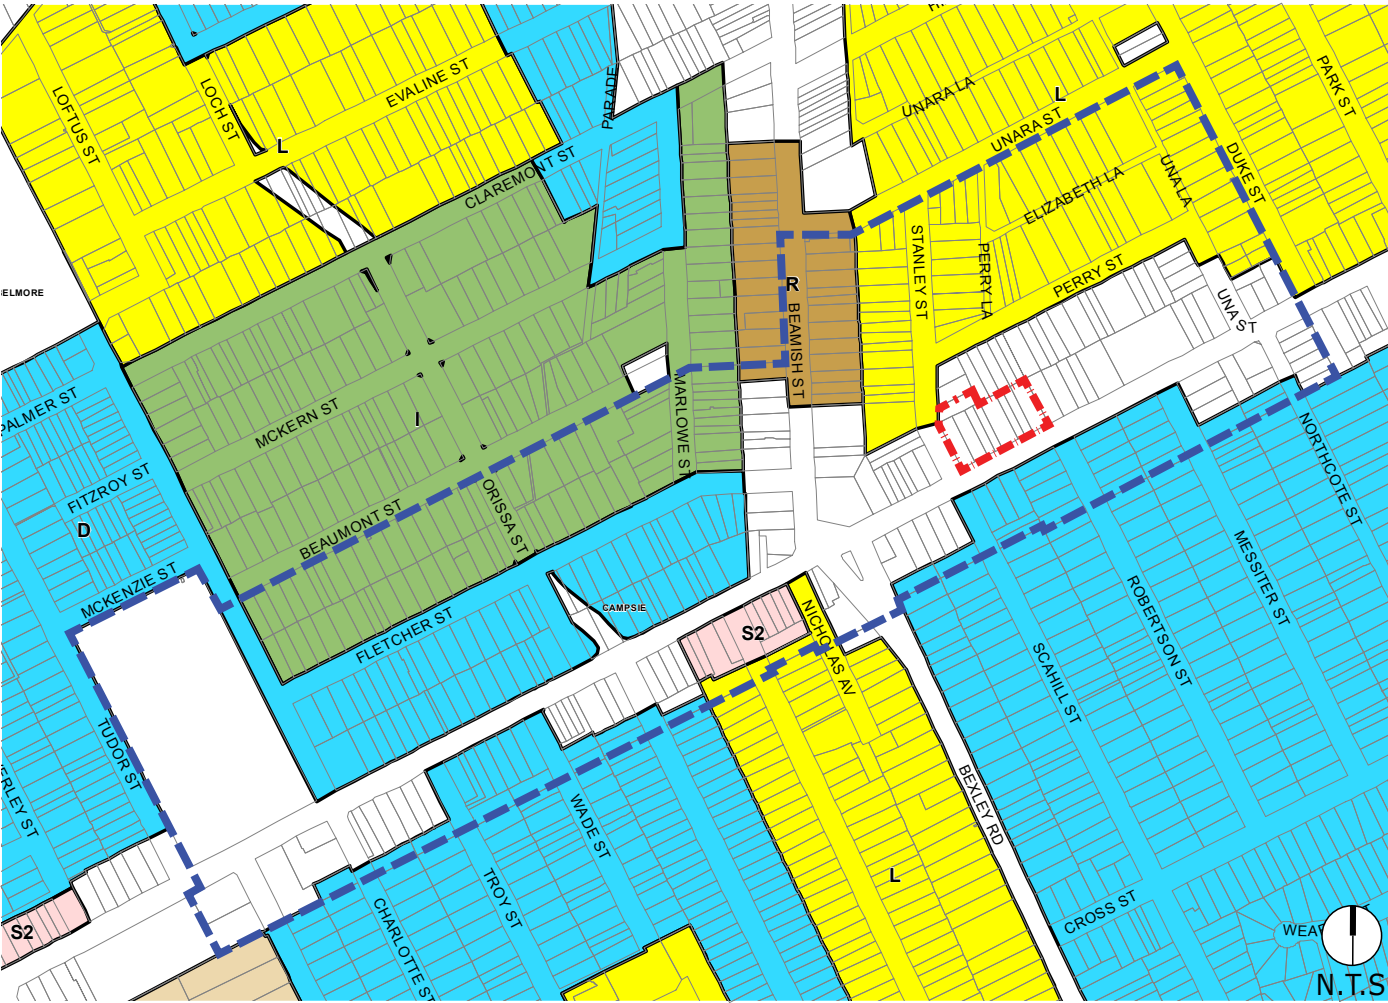 PARADE
UNARA LA
L
PARK ST
LOFTUS ST
LOCH ST
EVALINE ST
L
CLAREMONT ST
UNARA ST
DUKE ST
UNA LA
ELIZABETH LA
STANLEY ST
PERRY LA
PERRY ST
UNA ST
R
BEAMISH ST
PALMER ST
MCKERN ST
I
MARLOWE ST
FITZROY ST
D
BEAUMONT ST
ORISSA ST
NORTHCOTE ST
MESSITER ST
MCKENZIE ST
FLETCHER ST
CAMPSIE
S2
NICHOLAS AV
ROBERTSON ST
SCAHILL ST
TUDOR ST
WADE ST
BEXLEY RD
TROY ST
L
CHARLOTTE ST
CROSS ST
S2
N.T.S